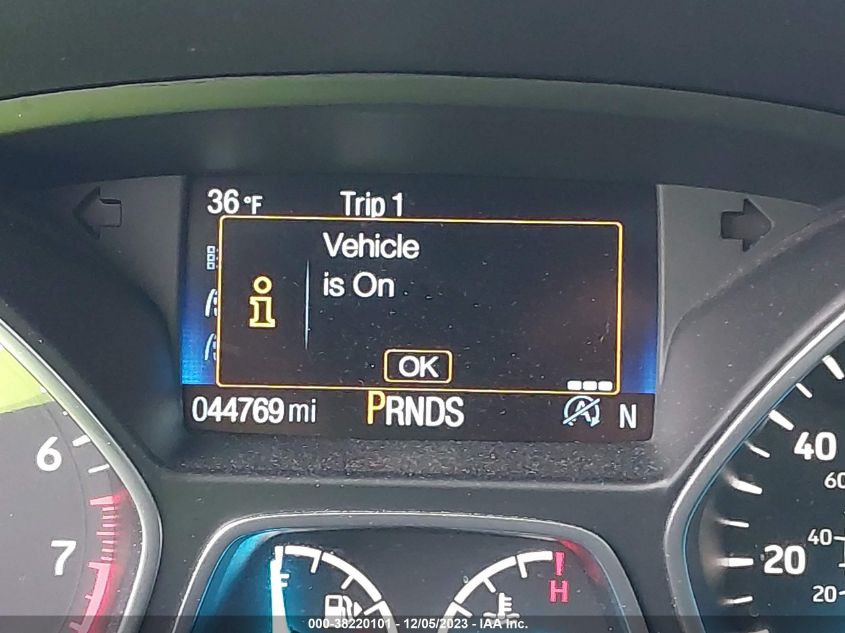 36°F Trip 1
Vehicle
is On
i
OK
044769 mi PRNDS A N
6
7
40
60
20
40
20
F
H
000-38220101 - 12/05/2023 - IAA Inc.